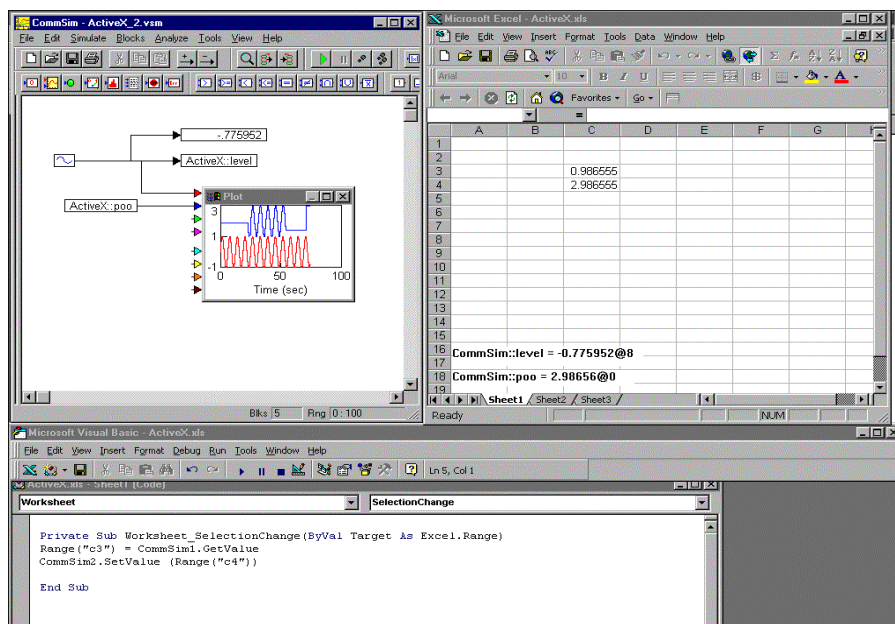 CommSim - ActiveX_2.vsm
File Edit Simulate Blocks Analyze Tools View Help
-.775952
ActiveX::level
ActiveX::poo
Plot
3
1
-1
0 50 100
Time (sec)
Blks 5 Rng 0 : 100
Microsoft Excel - ActiveX.xls
File Edit View Insert Format Tools Data Window Help
Arial 10 B I U $
Favorites Go
=
A B C D E F G H
1
2
3 0.986555
4 2.986555
5
6
7
8
9
10
11
12
13
14
15
16 CommSim::level = -0.775952@8
17
18 CommSim::poo = 2.98656@0
19
Sheet1 Sheet2 Sheet3
Ready NUM
Microsoft Visual Basic - ActiveX.xls
File Edit View Insert Format Debug Run Tools Window Help
Ln 5, Col 1
ActiveX.xls - Sheet1 (Code)
Worksheet SelectionChange
Private Sub Worksheet_SelectionChange(ByVal Target As Excel.Range)
Range("c3") = CommSim1.GetValue
CommSim2.SetValue (Range("c4"))
End Sub